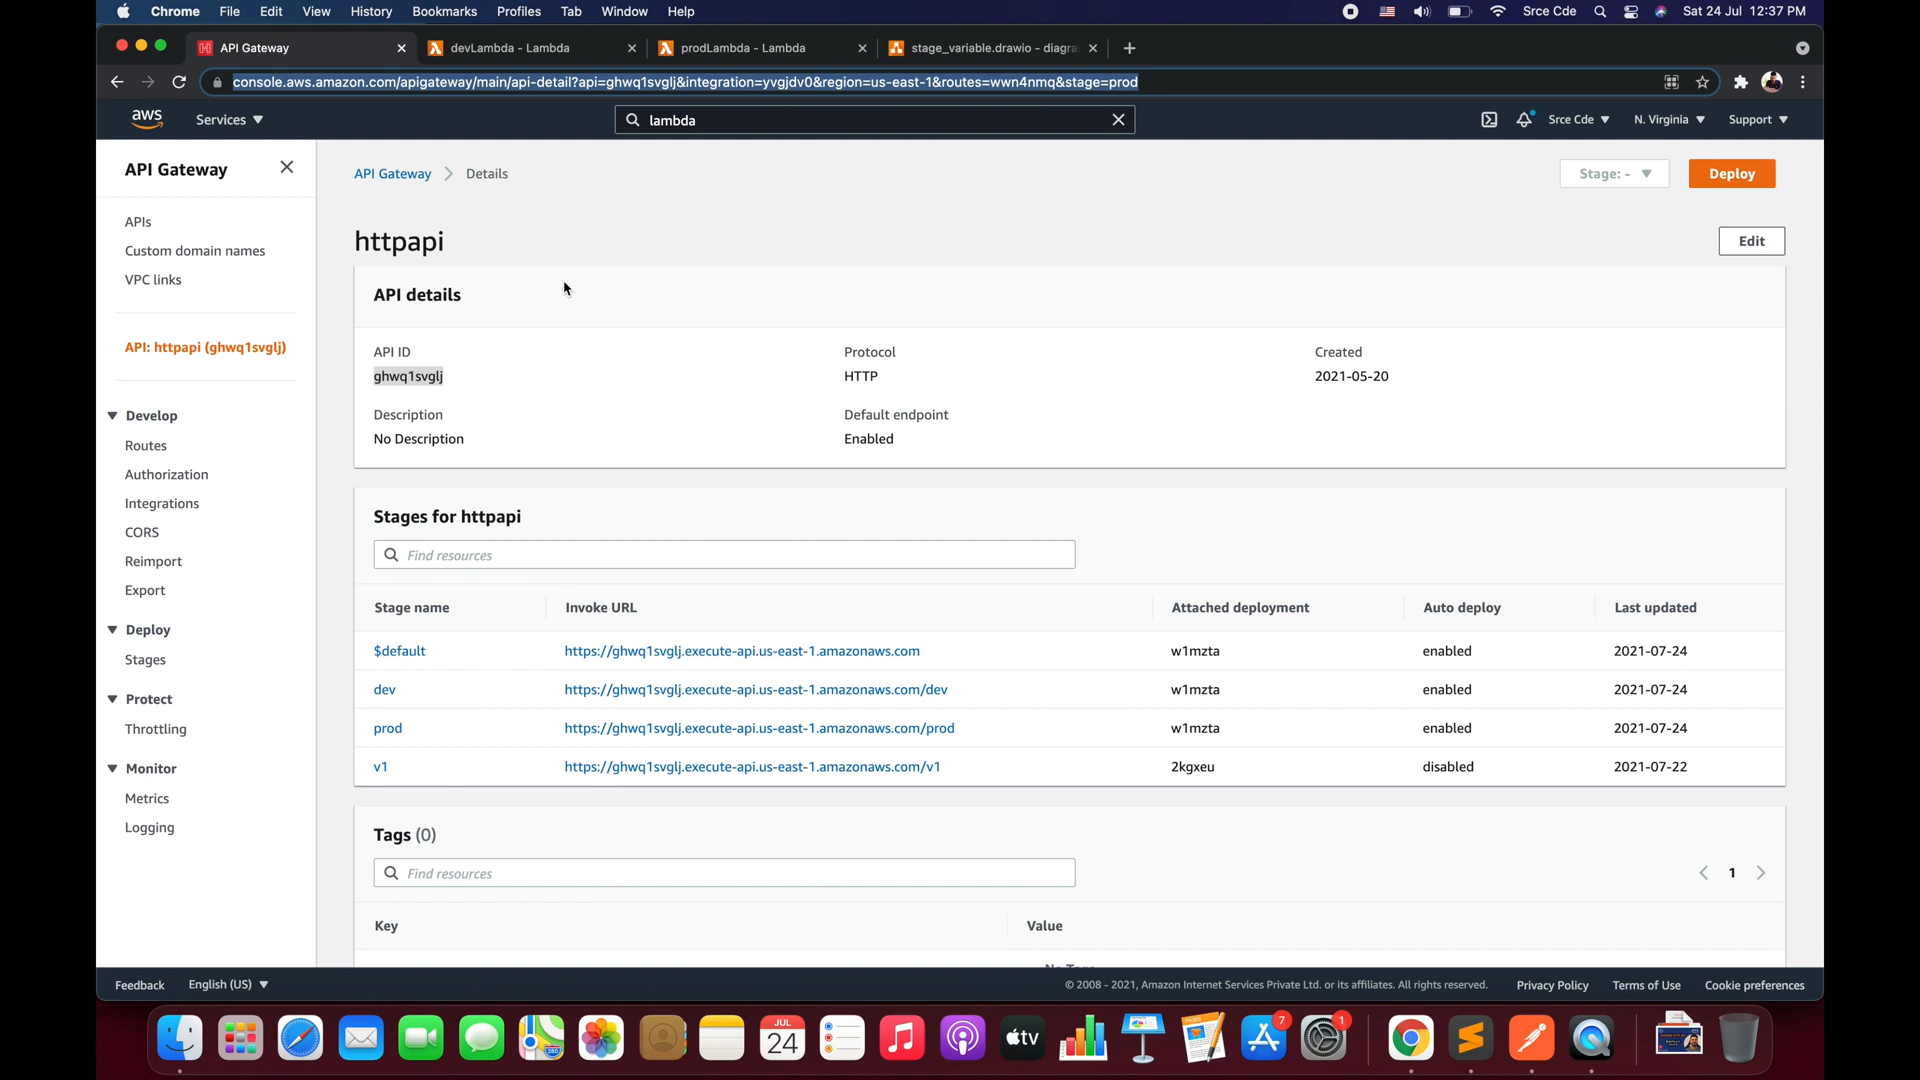 Chrome File Edit View History Bookmarks Profiles Tab Window Help Srce Cde Sat 24 Jul 12:37 PM
API Gateway devLambda - Lambda prodLambda - Lambda stage_variable.drawio - diagra
console.aws.amazon.com/apigateway/main/api-detail?api=ghwq1svglj&integration=yvgjdv0&region=us-east-1&routes=wwn4nmq&stage=prod
aws Services lambda Srce Cde N. Virginia Support
API Gateway
APIs
Custom domain names
VPC links
API: httpapi (ghwq1svglj)
Develop
Routes
Authorization
Integrations
CORS
Reimport
Export
Deploy
Stages
Protect
Throttling
Monitor
Metrics
Logging
API Gateway Details Stage: - Deploy
httpapi Edit
API details
API ID Protocol Created
ghwq1svglj HTTP 2021-05-20
Description Default endpoint
No Description Enabled
Stages for httpapi
Find resources
Stage name Invoke URL Attached deployment Auto deploy Last updated
$default https://ghwq1svglj.execute-api.us-east-1.amazonaws.com w1mzta enabled 2021-07-24
dev https://ghwq1svglj.execute-api.us-east-1.amazonaws.com/dev w1mzta enabled 2021-07-24
prod https://ghwq1svglj.execute-api.us-east-1.amazonaws.com/prod w1mzta enabled 2021-07-24
v1 https://ghwq1svglj.execute-api.us-east-1.amazonaws.com/v1 2kgxeu disabled 2021-07-22
Tags (0)
Find resources 1
Key Value
Feedback English (US) © 2008 - 2021, Amazon Internet Services Private Ltd. or its affiliates. All rights reserved. Privacy Policy Terms of Use Cookie preferences
280 JUL 24 tv 7 1